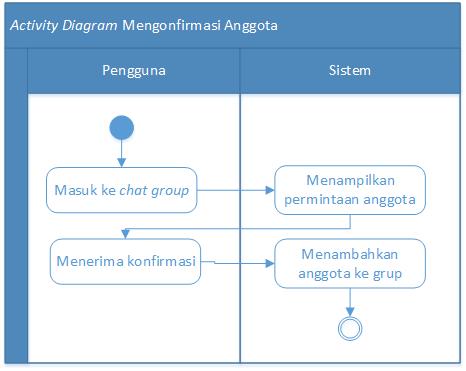 Activity Diagram Mengonfirmasi Anggota
Pengguna
Sistem
Masuk ke chat group
Menampilkan
permintaan anggota
Menerima konfirmasi
Menambahkan
anggota ke grup